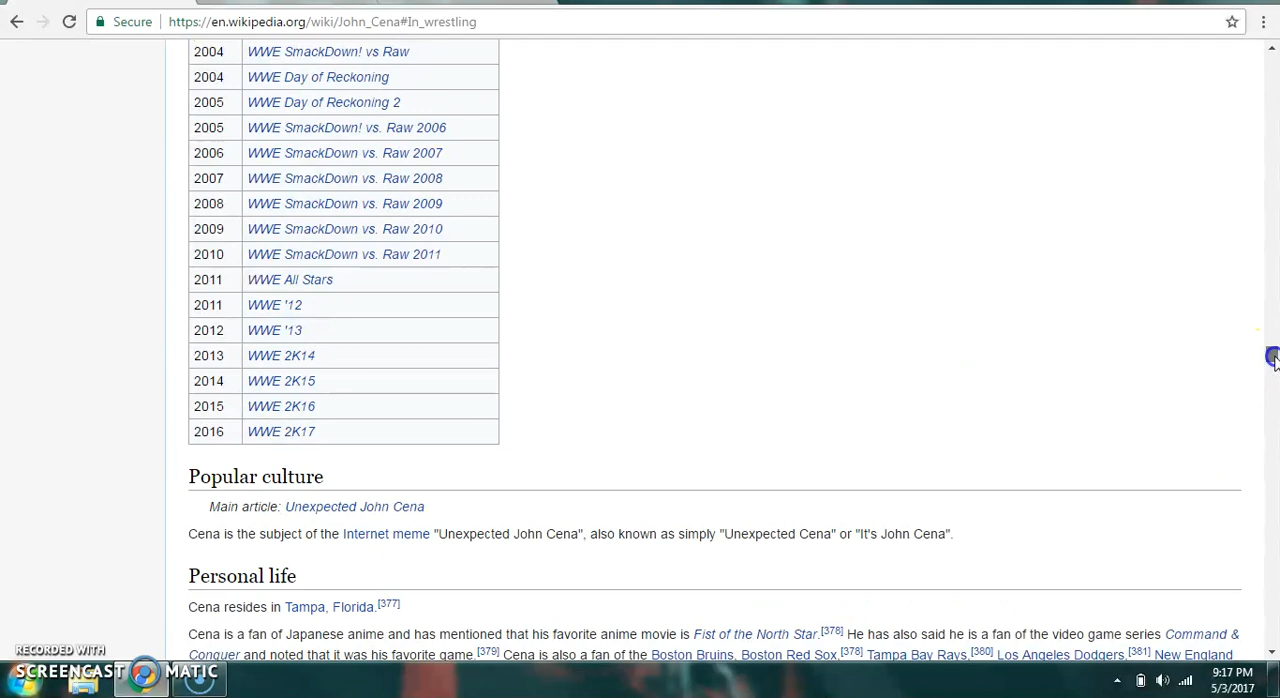 Secure https://en.wikipedia.org/wiki/John_Cena#In_wrestling
2004 WWE SmackDown! vs Raw
2004 WWE Day of Reckoning
2005 WWE Day of Reckoning 2
2005 WWE SmackDown! vs. Raw 2006
2006 WWE SmackDown vs. Raw 2007
2007 WWE SmackDown vs. Raw 2008
2008 WWE SmackDown vs. Raw 2009
2009 WWE SmackDown vs. Raw 2010
2010 WWE SmackDown vs. Raw 2011
2011 WWE All Stars
2011 WWE '12
2012 WWE '13
2013 WWE 2K14
2014 WWE 2K15
2015 WWE 2K16
2016 WWE 2K17
Popular culture
Main article: Unexpected John Cena
Cena is the subject of the Internet meme "Unexpected John Cena", also known as simply "Unexpected Cena" or "It's John Cena".
Personal life
Cena resides in Tampa, Florida.[377]
Cena is a fan of Japanese anime and has mentioned that his favorite anime movie is Fist of the North Star.[378] He has also said he is a fan of the video game series Command &
Conquer and noted that it was his favorite game.[379] Cena is also a fan of the Boston Bruins, Boston Red Sox,[378] Tampa Bay Rays,[380] Los Angeles Dodgers,[381] New England
RECORDED WITH
SCREENCAST MATIC
9:17 PM
5/3/2017